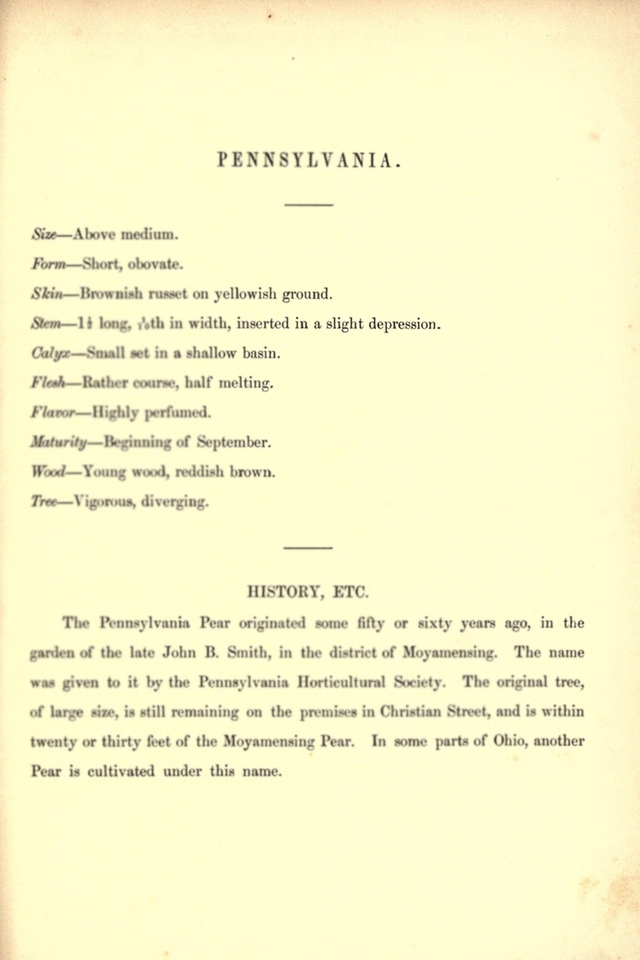 PENNSYLVANIA.
Size—Above medium.
Form—Short, obovate.
Skin—Brownish russet on yellowish ground.
Stem—1½ long, th in width, inserted in a slight depression.
Calyx—Small set in a shallow basin.
Flesh—Rather course, half melting.
Flavor—Highly perfumed.
Maturity—Beginning of September.
Wood—Young wood, reddish brown.
Tree—Vigorous, diverging.
HISTORY, ETC.
The Pennsylvania Pear originated some fifty or sixty years ago, in the
garden of the late John B. Smith, in the district of Moyamensing. The name
was given to it by the Pennsylvania Horticultural Society. The original tree,
of large size, is still remaining on the premises in Christian Street, and is within
twenty or thirty feet of the Moyamensing Pear. In some parts of Ohio, another
Pear is cultivated under this name.